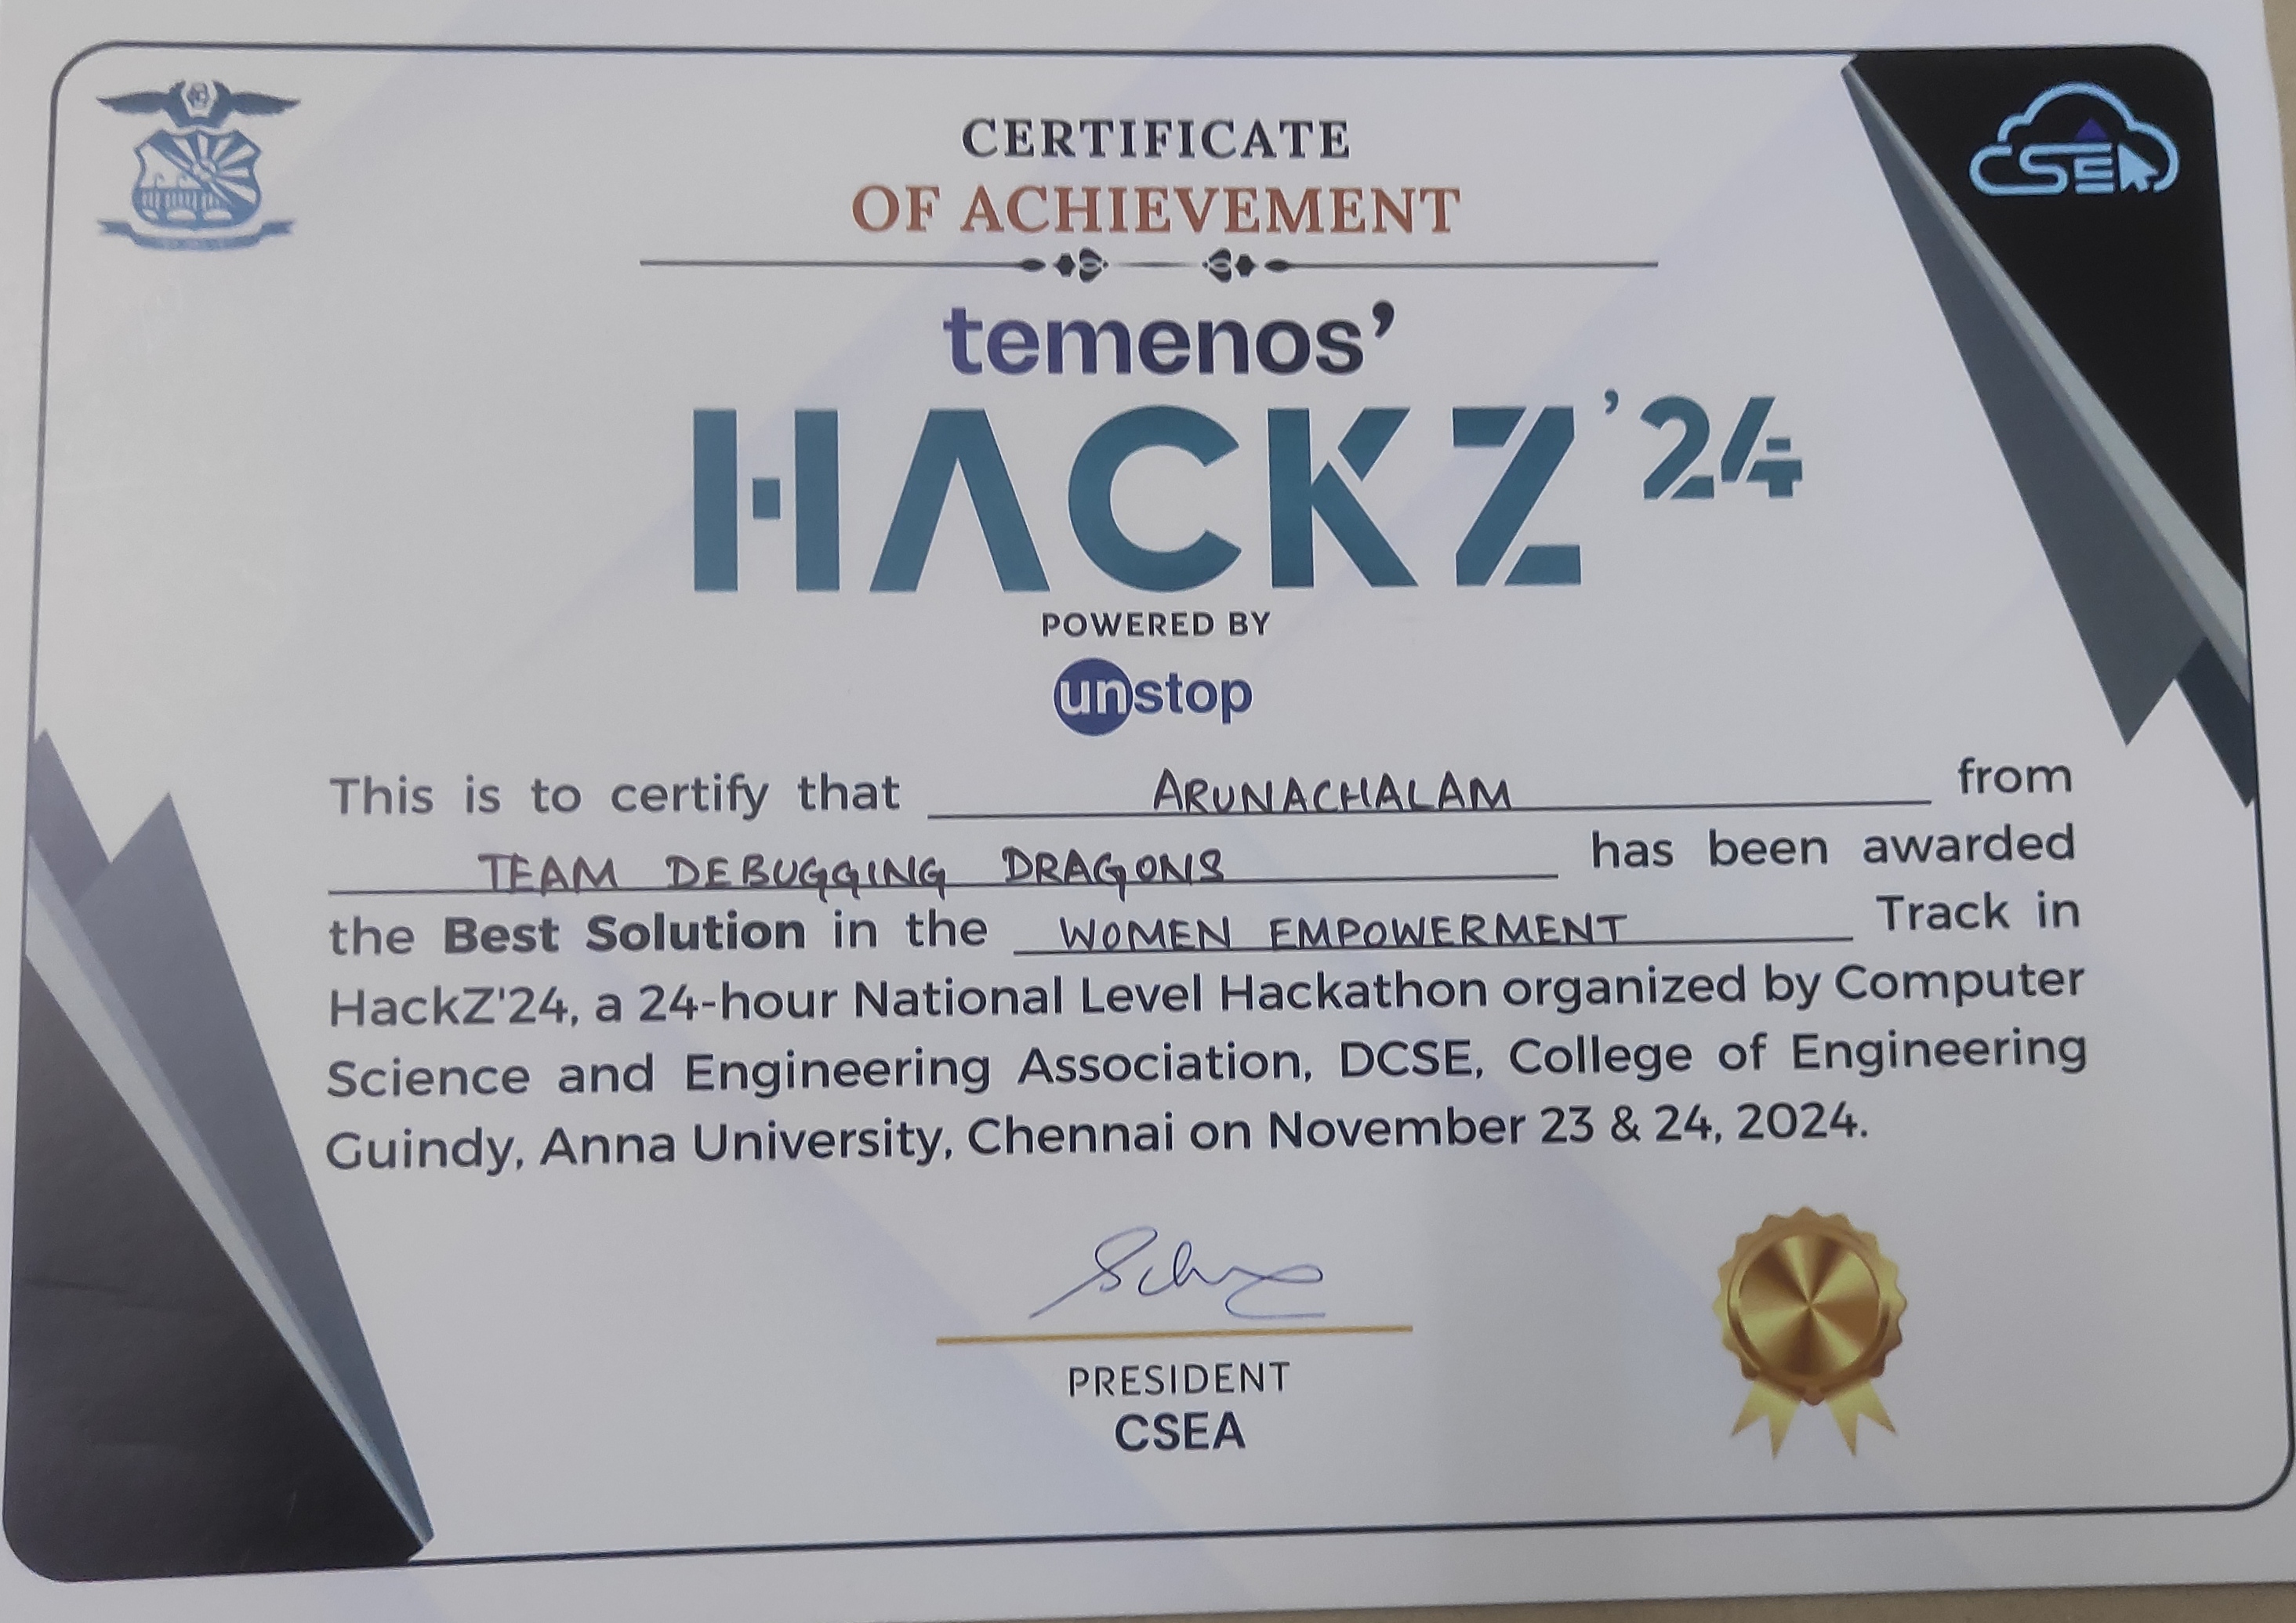 CSEA
CERTIFICATE
OF ACHIEVEMENT
temenos’
HACKZ’24
POWERED BY
unstop
This is to certify that ARUNACHALAM from
TEAM DEBUGGING DRAGONS has been awarded
the Best Solution in the WOMEN EMPOWERMENT Track in
HackZ'24, a 24-hour National Level Hackathon organized by Computer
Science and Engineering Association, DCSE, College of Engineering
Guindy, Anna University, Chennai on November 23 & 24, 2024.
PRESIDENT
CSEA